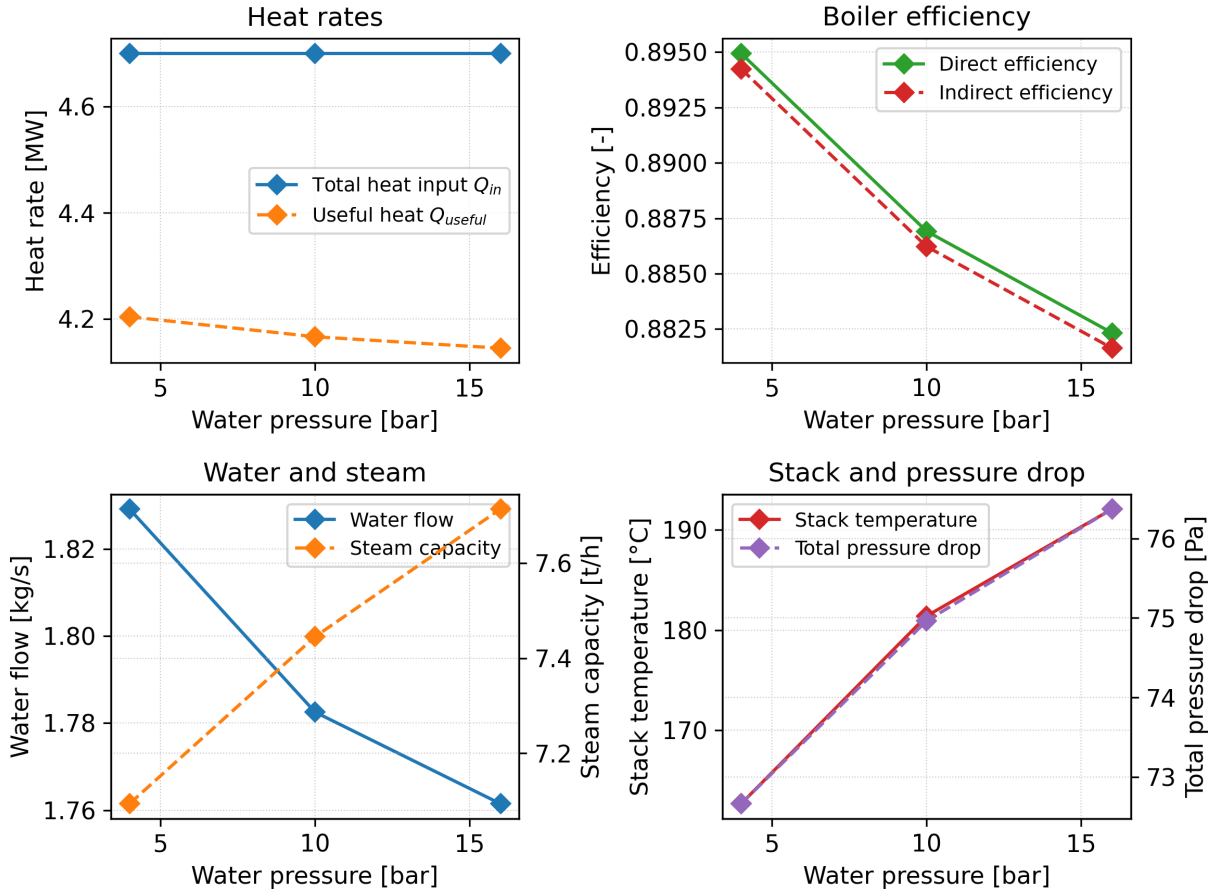 Heat rates
Heat rate [MW]
4.6
4.4
4.2
Total heat input Q_in
Useful heat Q_useful
5 10 15
Water pressure [bar]
Boiler efficiency
Efficiency [-]
0.8950
0.8925
0.8900
0.8875
0.8850
0.8825
Direct efficiency
Indirect efficiency
5 10 15
Water pressure [bar]
Water and steam
Water flow [kg/s]
1.82
1.80
1.78
1.76
Water flow
Steam capacity
7.6
7.4
7.2
Steam capacity [t/h]
5 10 15
Water pressure [bar]
Stack and pressure drop
Stack temperature [°C]
190
180
170
Stack temperature
Total pressure drop
76
75
74
73
Total pressure drop [Pa]
5 10 15
Water pressure [bar]